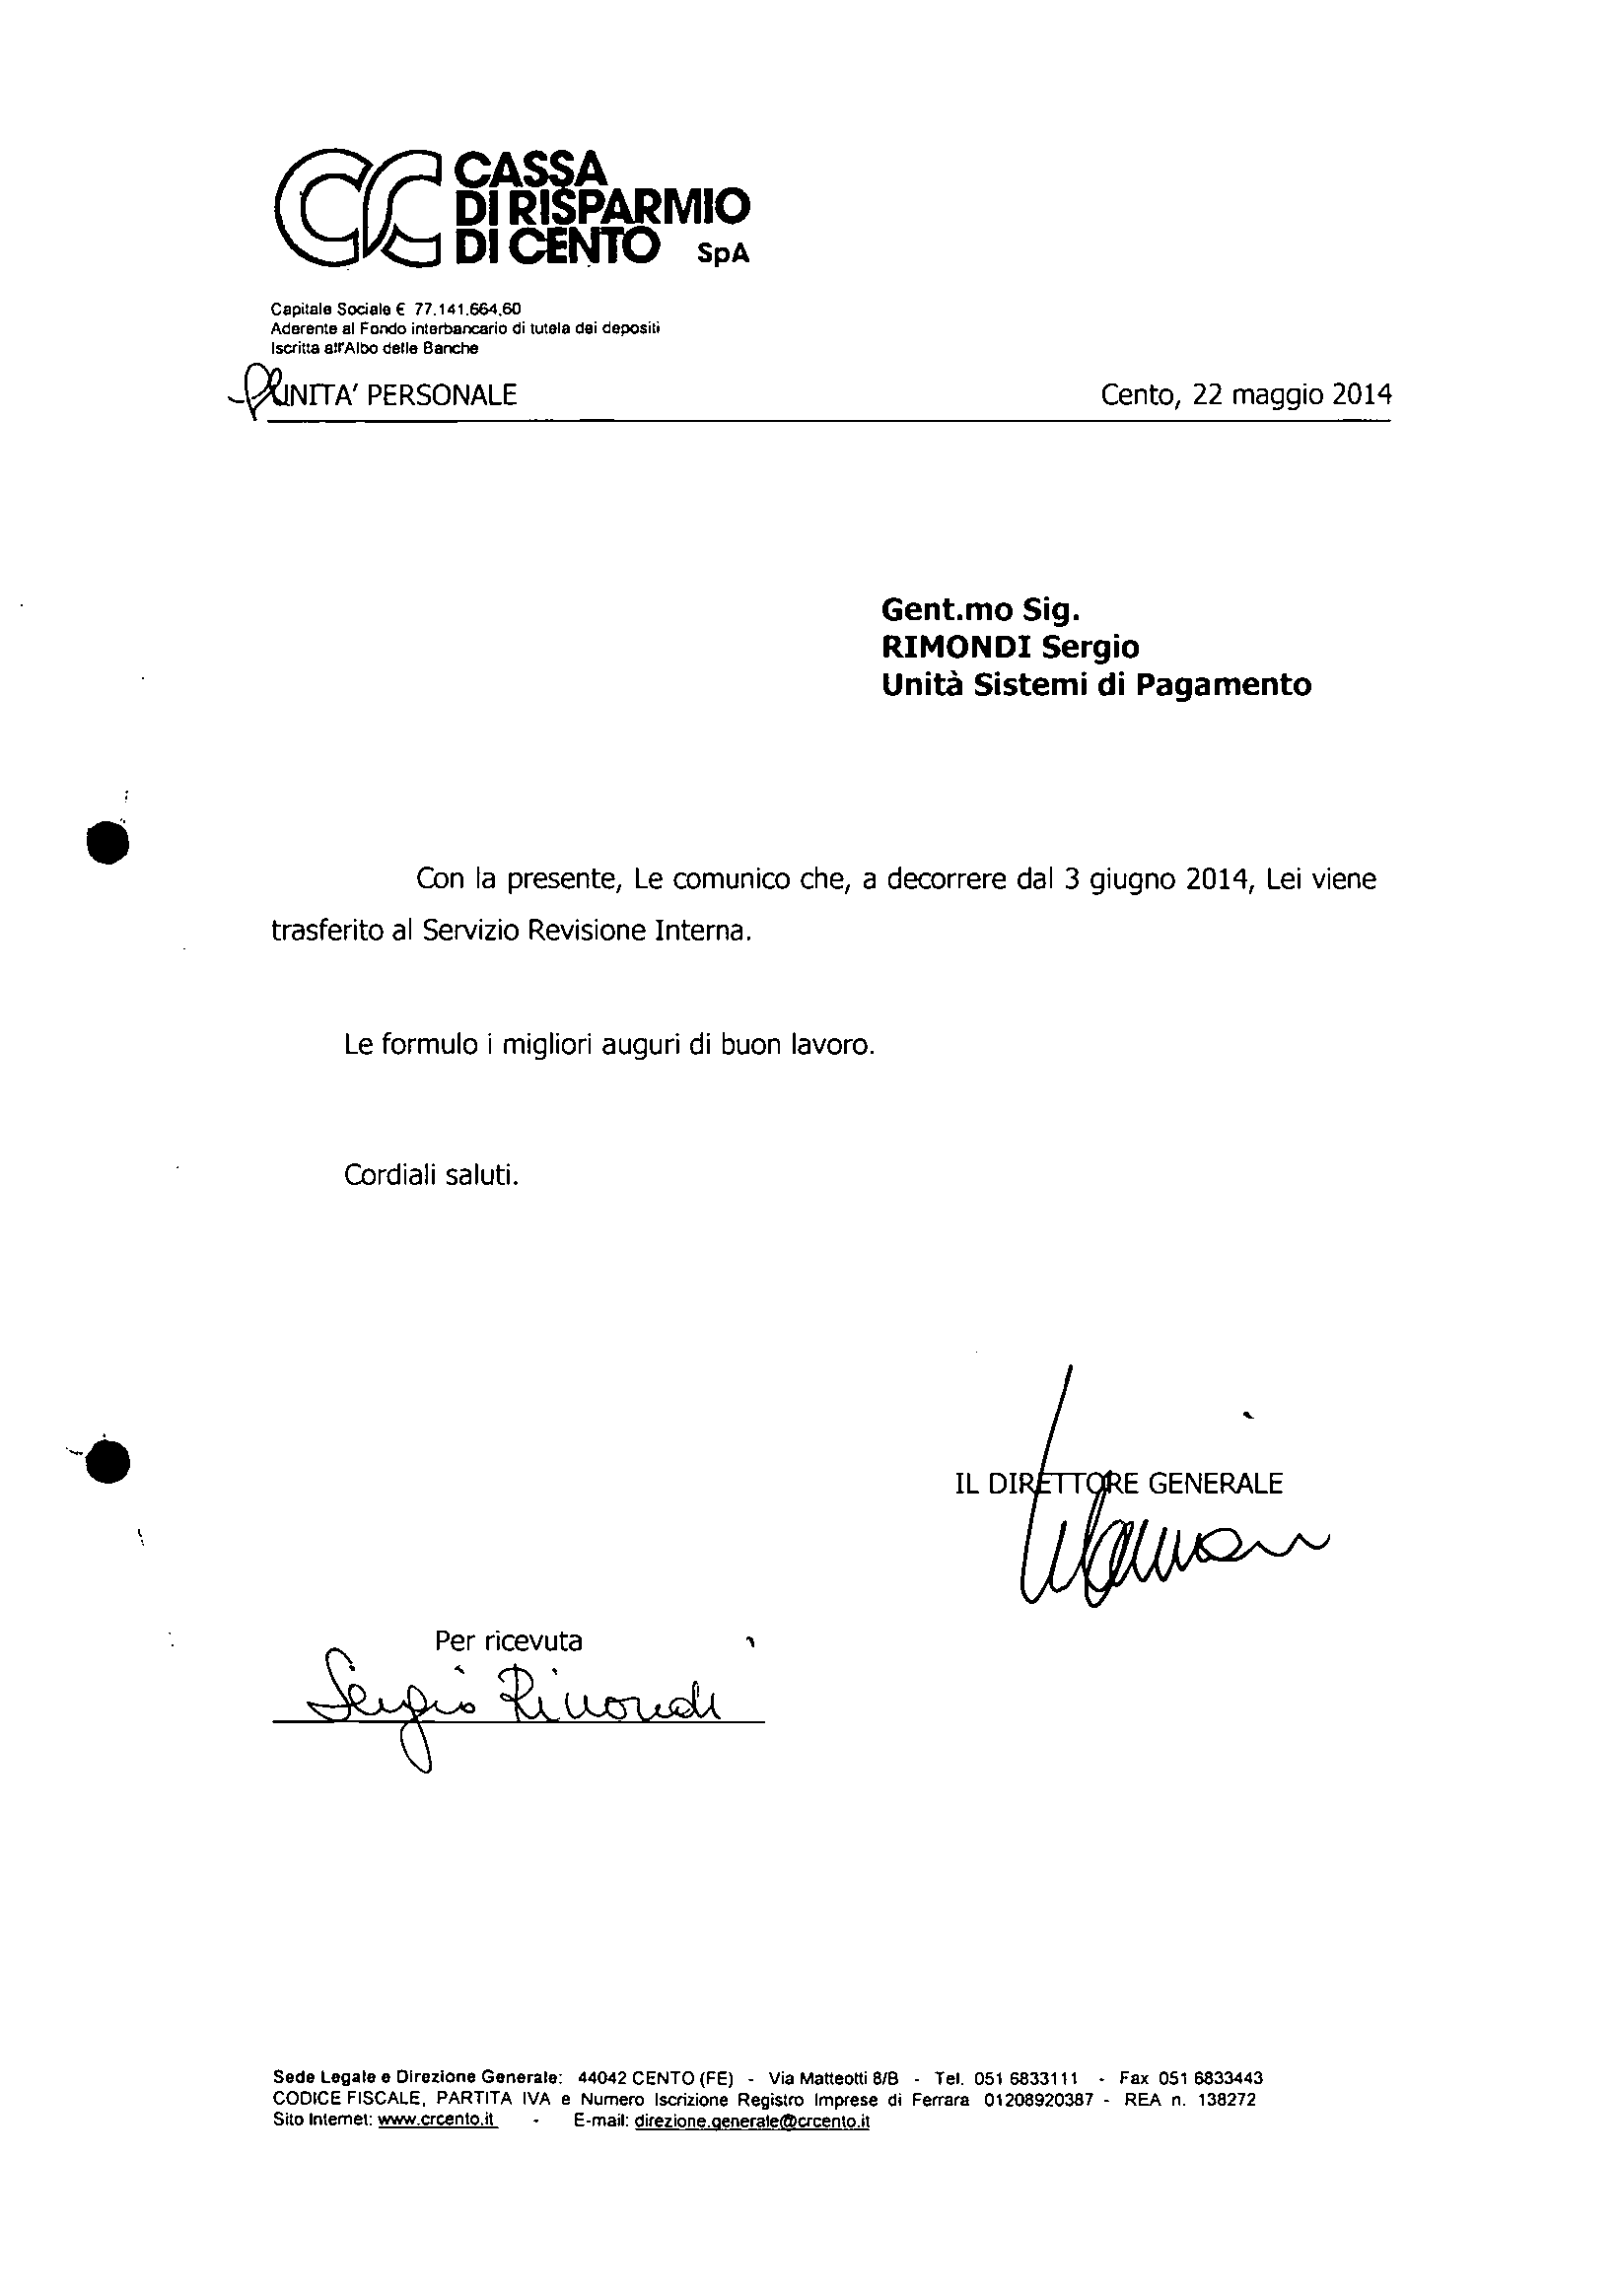 CASSA
DI RISPARMIO
DI CENTO SpA
Capitale Sociale € 77.141.664,60
Aderente al Fondo interbancario di tutela dei depositi
Iscritta all'Albo delle Banche
UNITA' PERSONALE Cento, 22 maggio 2014
Gent.mo Sig.
RIMONDI Sergio
Unità Sistemi di Pagamento
Con la presente, Le comunico che, a decorrere dal 3 giugno 2014, Lei viene
trasferito al Servizio Revisione Interna.
Le formulo i migliori auguri di buon lavoro.
Cordiali saluti.
IL DIRETTORE GENERALE
Per ricevuta
Sergio Rimondi
Sede Legale e Direzione Generale: 44042 CENTO (FE) - Via Matteotti 8/B - Tel. 051 6833111 - Fax 051 6833443
CODICE FISCALE, PARTITA IVA e Numero Iscrizione Registro Imprese di Ferrara 01208920387 - REA n. 138272
Sito Internet: www.crcento.it - E-mail: direzione.generale@crcento.it